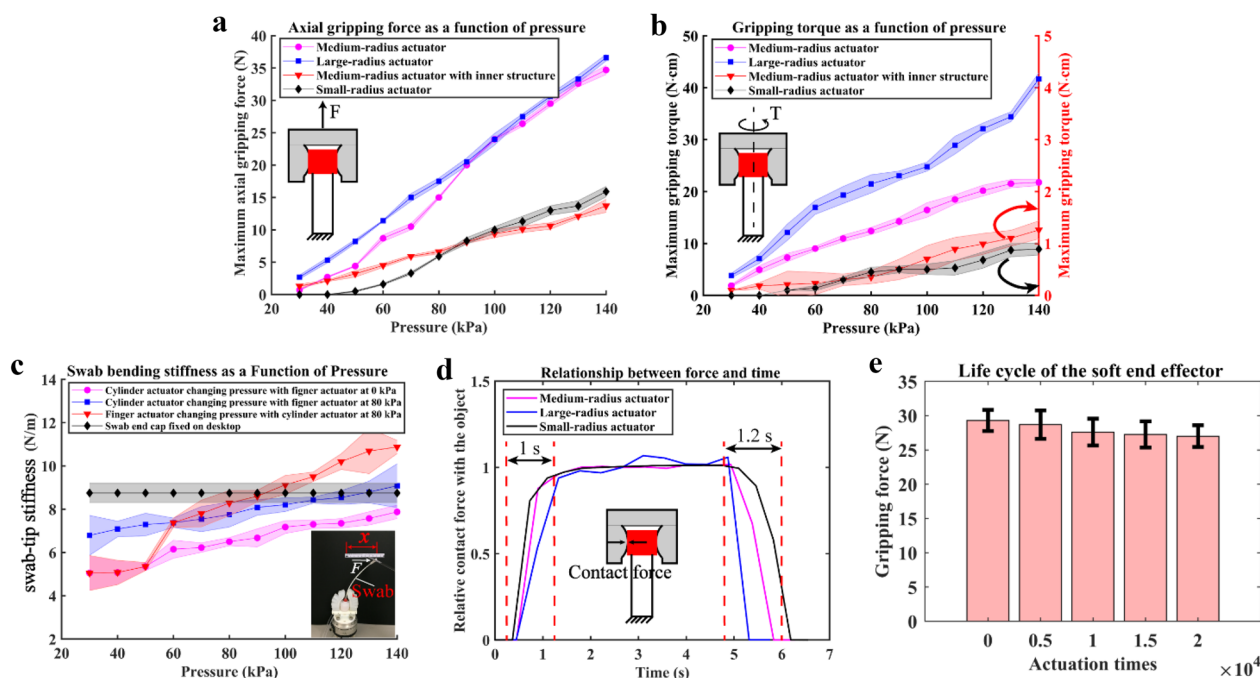 a
Axial gripping force as a function of pressure
Maximum axial gripping force (N)
40
35
30
25
20
15
10
5
0
Medium-radius actuator
Large-radius actuator
Medium-radius actuator with inner structure
Small-radius actuator
F
20
40
60
80
100
120
140
Pressure (kPa)
b
Gripping torque as a function of pressure
Maximum gripping torque (N·cm)
50
40
30
20
10
0
Medium-radius actuator
Large-radius actuator
Medium-radius actuator with inner structure
Small-radius actuator
T
5
4
3
2
1
0
Maximum gripping torque (N·cm)
20
40
60
80
100
120
140
Pressure (kPa)
c
Swab bending stiffness as a Function of Pressure
swab-tip stiffness (N/m)
14
12
10
8
6
4
2
Cylinder actuator changing pressure with figner actuator at 0 kPa
Cylinder actuator changing pressure with figner actuator at 80 kPa
Finger actuator changing pressure with cylinder actuator at 80 kPa
Swab end cap fixed on desktop
x
F
Swab
20
40
60
80
100
120
140
Pressure (kPa)
d
Relationship between force and time
Relative contact force with the object
1.5
1
0.5
0
Medium-radius actuator
Large-radius actuator
Small-radius actuator
1 s
1.2 s
Contact force
0
1
2
3
4
5
6
7
Time (s)
e
Life cycle of the soft end effector
Gripping force (N)
35
30
25
20
15
10
5
0
0
0.5
1
1.5
2
Actuation times
×10⁴